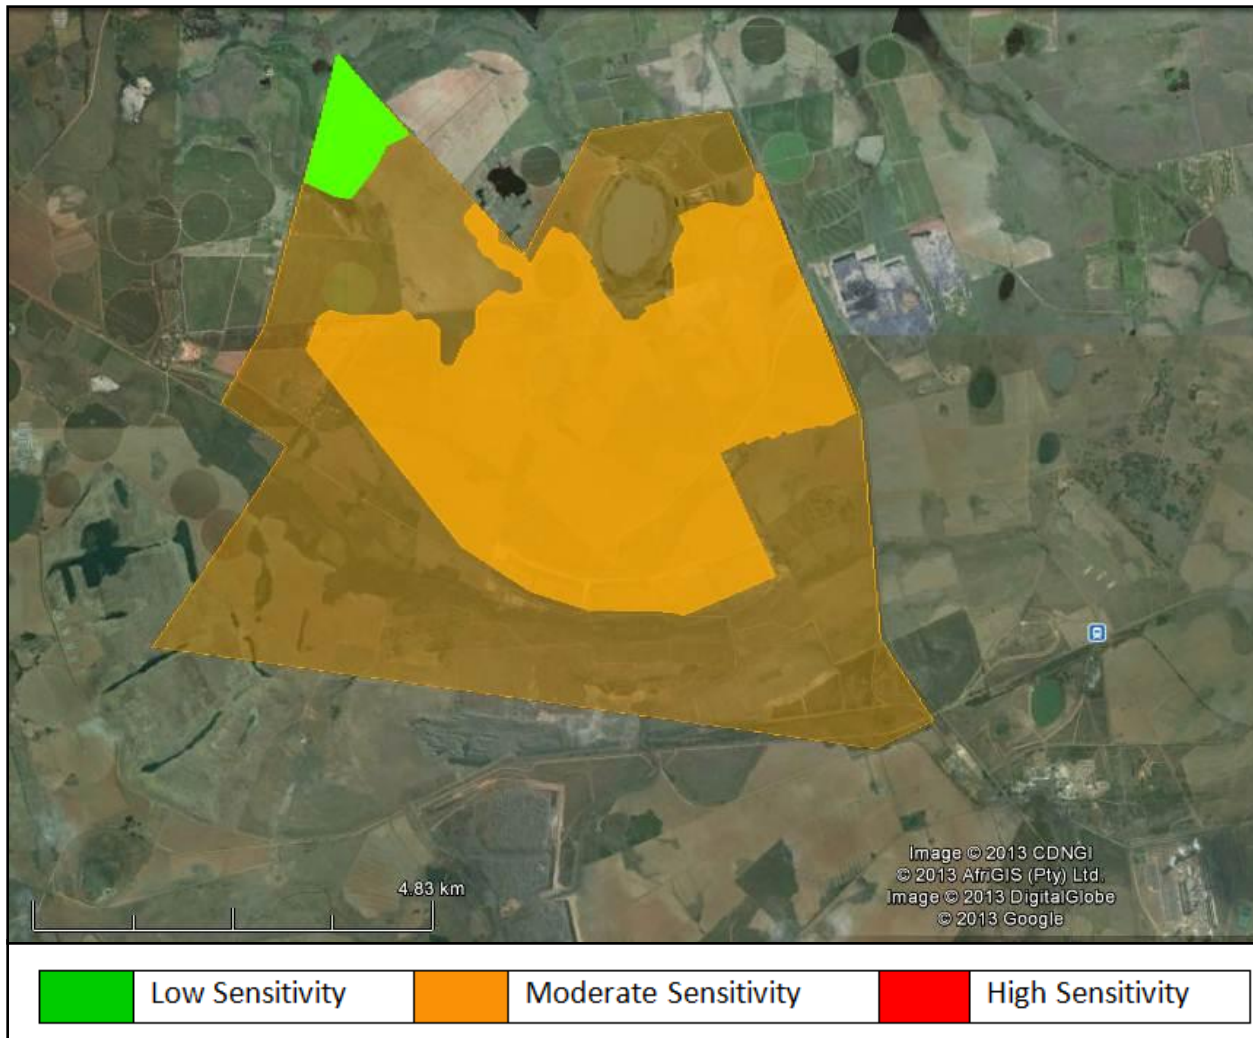 4.83 km
Image © 2013 CDNGI
© 2013 AfriGIS (Pty) Ltd.
Image © 2013 DigitalGlobe
© 2013 Google
Low Sensitivity
Moderate Sensitivity
High Sensitivity